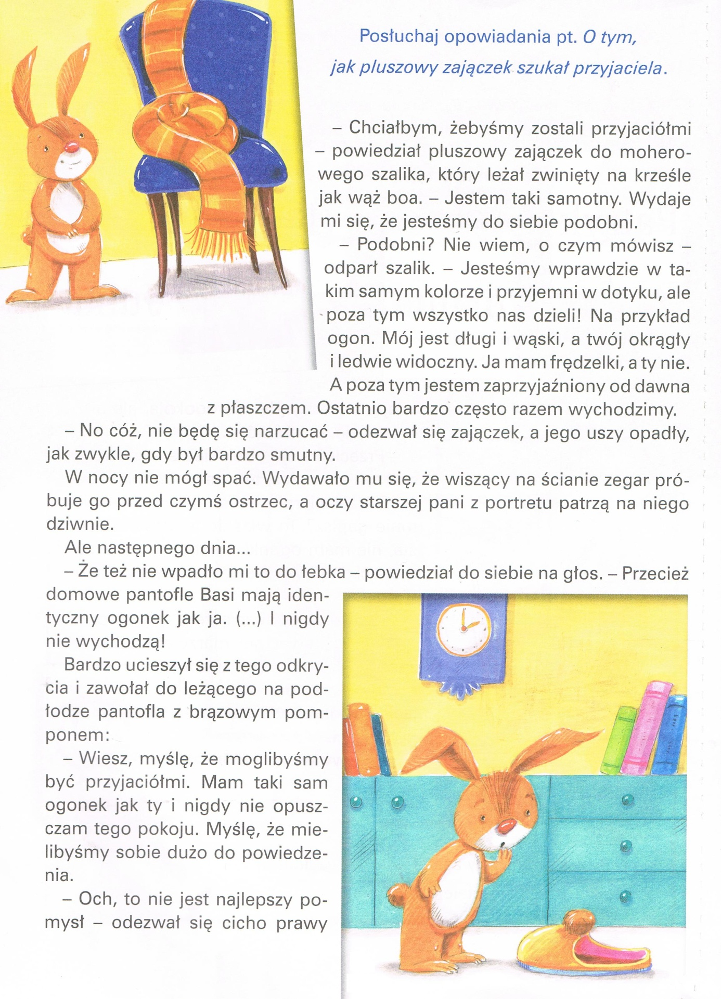 Posłuchaj opowiadania pt. O tym,
jak pluszowy zajączek szukał przyjaciela.
– Chciałbym, żebyśmy zostali przyjaciółmi
– powiedział pluszowy zajączek do mohero-
wego szalika, który leżał zwinięty na krześle
jak wąż boa. – Jestem taki samotny. Wydaje
mi się, że jesteśmy do siebie podobni.
– Podobni? Nie wiem, o czym mówisz –
odparł szalik. – Jesteśmy wprawdzie w ta-
kim samym kolorze i przyjemni w dotyku, ale
poza tym wszystko nas dzieli! Na przykład
ogon. Mój jest długi i wąski, a twój okrągły
i ledwie widoczny. Ja mam frędzelki, a ty nie.
A poza tym jestem zaprzyjaźniony od dawna
z płaszczem. Ostatnio bardzo często razem wychodzimy.
– No cóż, nie będę się narzucać – odezwał się zajączek, a jego uszy opadły,
jak zwykle, gdy był bardzo smutny.
W nocy nie mógł spać. Wydawało mu się, że wiszący na ścianie zegar pró-
buje go przed czymś ostrzec, a oczy starszej pani z portretu patrzą na niego
dziwnie.
Ale następnego dnia...
– Że też nie wpadło mi to do łebka – powiedział do siebie na głos. – Przecież
domowe pantofle Basi mają iden-
tyczny ogonek jak ja. (...) I nigdy
nie wychodzą!
Bardzo ucieszył się z tego odkry-
cia i zawołał do leżącego na pod-
łodze pantofla z brązowym pom-
ponem:
– Wiesz, myślę, że moglibyśmy
być przyjaciółmi. Mam taki sam
ogonek jak ty i nigdy nie opusz-
czam tego pokoju. Myślę, że mie-
libyśmy sobie dużo do powiedze-
nia.
– Och, to nie jest najlepszy po-
mysł – odezwał się cicho prawy